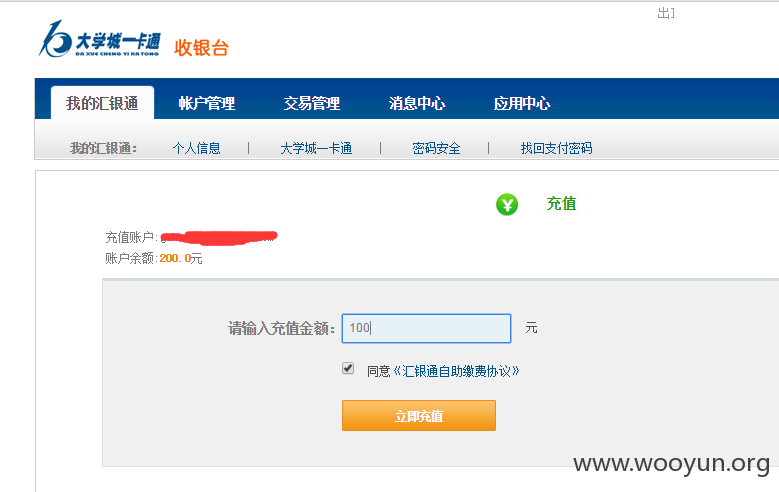 出]
大学城一卡通 收银台
DA XUE CHENG YI KA TONG
我的汇银通 帐户管理 交易管理 消息中心 应用中心
我的汇银通: 个人信息 | 大学城一卡通 | 密码安全 | 找回支付密码
¥ 充值
充值账户:
账户余额:200.0元
请输入充值金额: 100 元
同意《汇银通自助缴费协议》
立即充值
www.wooyun.org